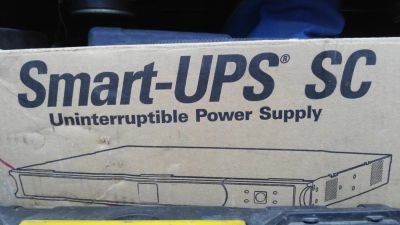 Smart-UPS® SC
Uninterruptible Power Supply